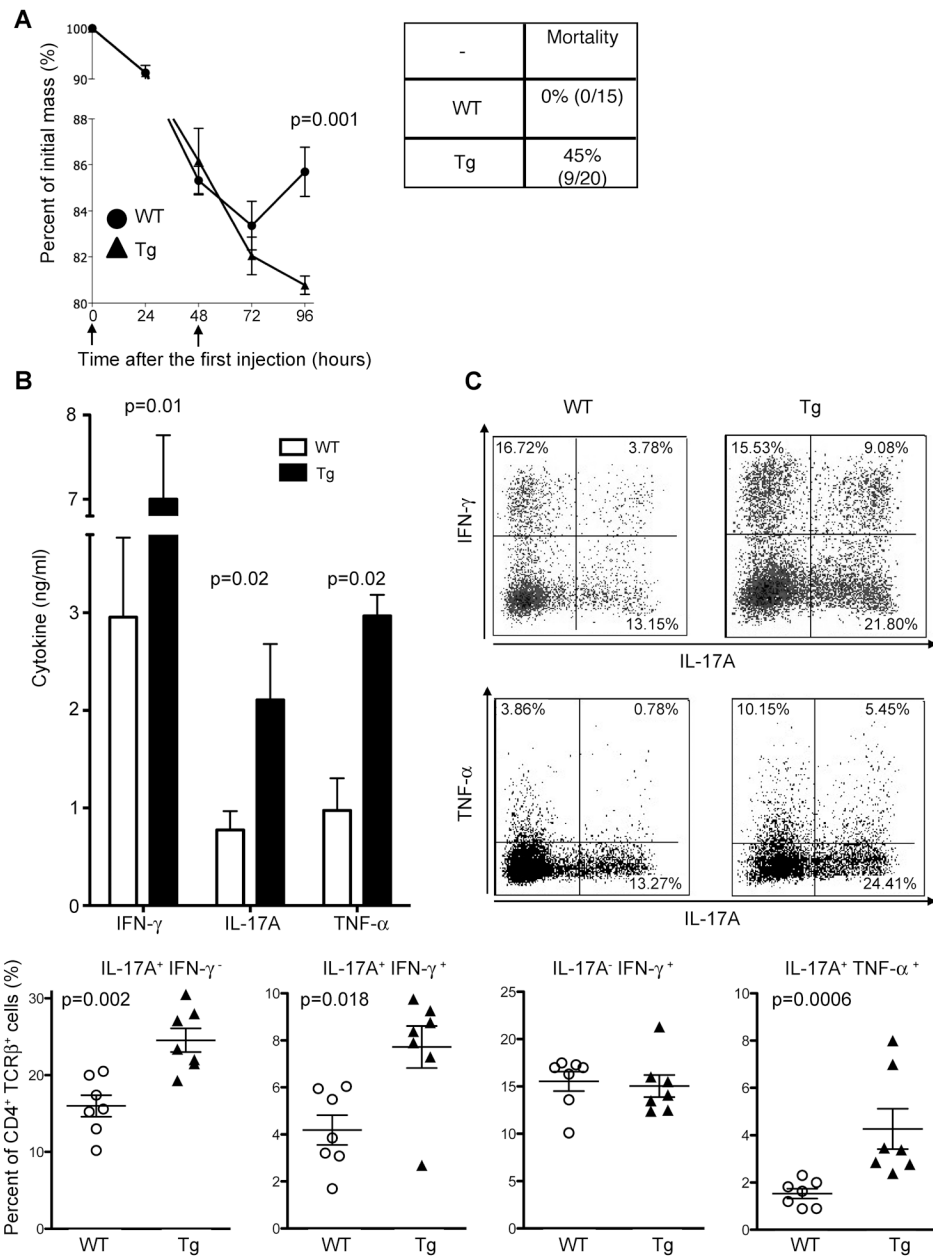 A
Percent of initial mass (%)
100
90
88
86
84
82
80
p=0.001
WT
Tg
0 24 48 72 96
Time after the first injection (hours)
- Mortality
WT 0% (0/15)
Tg 45%
(9/20)
B
Cytokine (ng/ml)
8
7
3
2
1
0
p=0.01
p=0.02
p=0.02
WT
Tg
IFN-γ IL-17A TNF-α
C
WT Tg
IFN-γ
16.72% 3.78%
13.15%
15.53% 9.08%
21.80%
IL-17A
TNF-α
3.86% 0.78%
13.27%
10.15% 5.45%
24.41%
IL-17A
Percent of CD4⁺ TCRβ⁺ cells (%)
IL-17A⁺ IFN-γ⁻
p=0.002
30
20
10
0
WT Tg
IL-17A⁺ IFN-γ⁺
p=0.018
10
8
6
4
2
0
WT Tg
IL-17A⁻ IFN-γ⁺
25
20
15
10
5
0
WT Tg
IL-17A⁺ TNF-α⁺
p=0.0006
10
8
6
4
2
0
WT Tg